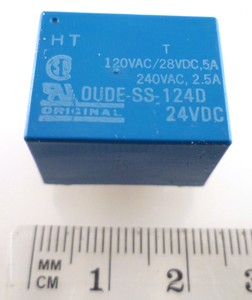 HT T
120VAC/28VDC,5A
240VAC, 2.5A
OUDE-SS-124D
ORIGINAL 24VDC
MM
CM 1 2 3